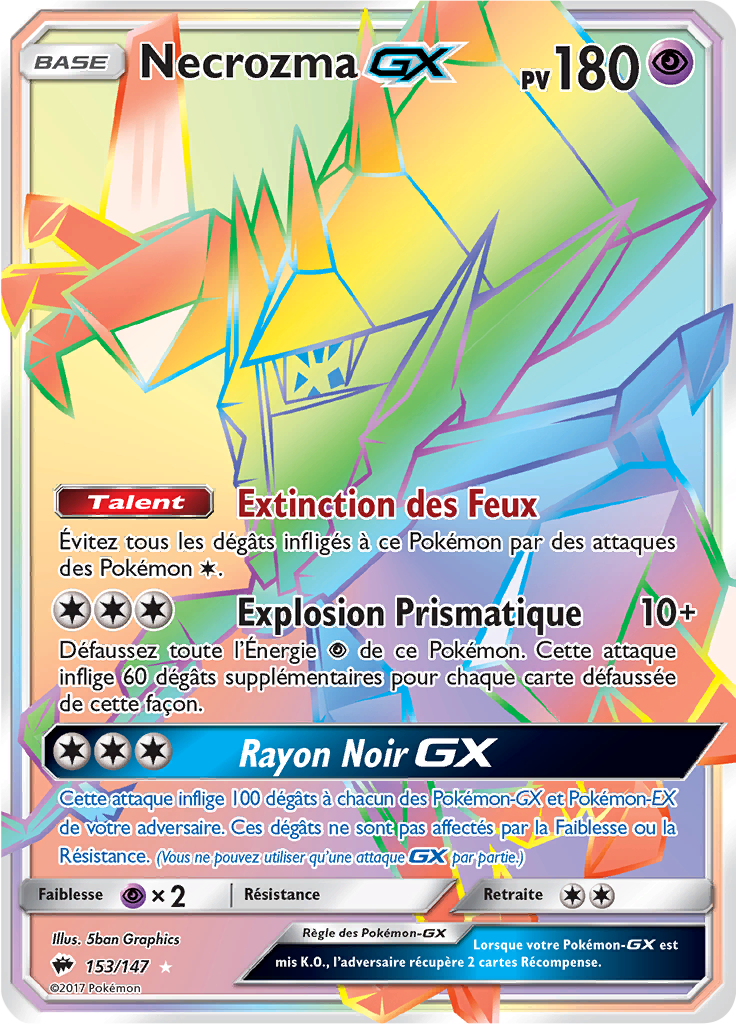 BASE Necrozma GX PV 180
Talent Extinction des Feux
Évitez tous les dégâts infligés à ce Pokémon par des attaques
des Pokémon.
Explosion Prismatique 10+
Défaussez toute l'Énergie de ce Pokémon. Cette attaque
inflige 60 dégâts supplémentaires pour chaque carte défaussée
de cette façon.
Rayon Noir GX
Cette attaque inflige 100 dégâts à chacun des Pokémon-GX et Pokémon-EX
de votre adversaire. Ces dégâts ne sont pas affectés par la Faiblesse ou la
Résistance. (Vous ne pouvez utiliser qu'une attaque GX par partie.)
Faiblesse ×2 Résistance Retraite
Illus. 5ban Graphics
153/147
©2017 Pokémon
Règle des Pokémon-GX
Lorsque votre Pokémon-GX est
mis K.O., l'adversaire récupère 2 cartes Récompense.